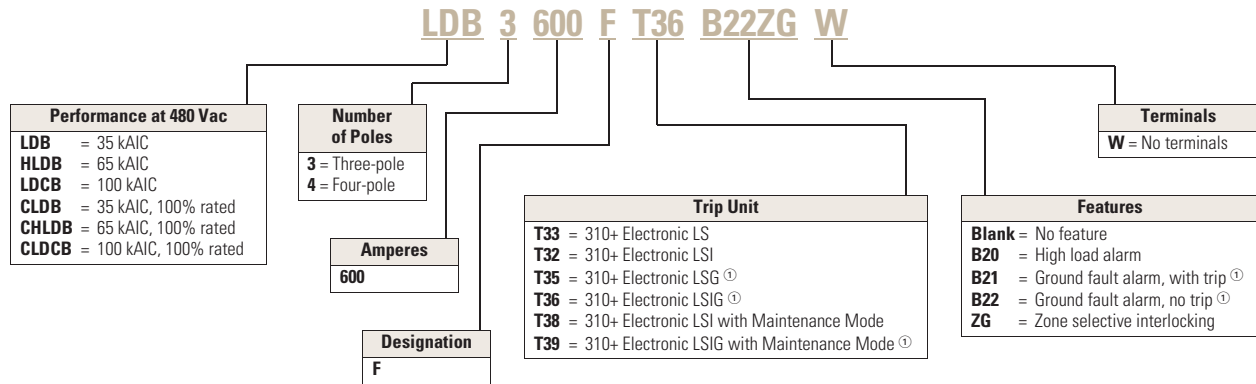 LDB 3 600 F T36 B22ZG W
Performance at 480 Vac
LDB = 35 kAIC
HLDB = 65 kAIC
LDCB = 100 kAIC
CLDB = 35 kAIC, 100% rated
CHLDB = 65 kAIC, 100% rated
CLDCB = 100 kAIC, 100% rated
Number
of Poles
3 = Three-pole
4 = Four-pole
Amperes
600
Designation
F
Trip Unit
T33 = 310+ Electronic LS
T32 = 310+ Electronic LSI
T35 = 310+ Electronic LSG ①
T36 = 310+ Electronic LSIG ①
T38 = 310+ Electronic LSI with Maintenance Mode
T39 = 310+ Electronic LSIG with Maintenance Mode ①
Features
Blank = No feature
B20 = High load alarm
B21 = Ground fault alarm, with trip ①
B22 = Ground fault alarm, no trip ①
ZG = Zone selective interlocking
Terminals
W = No terminals